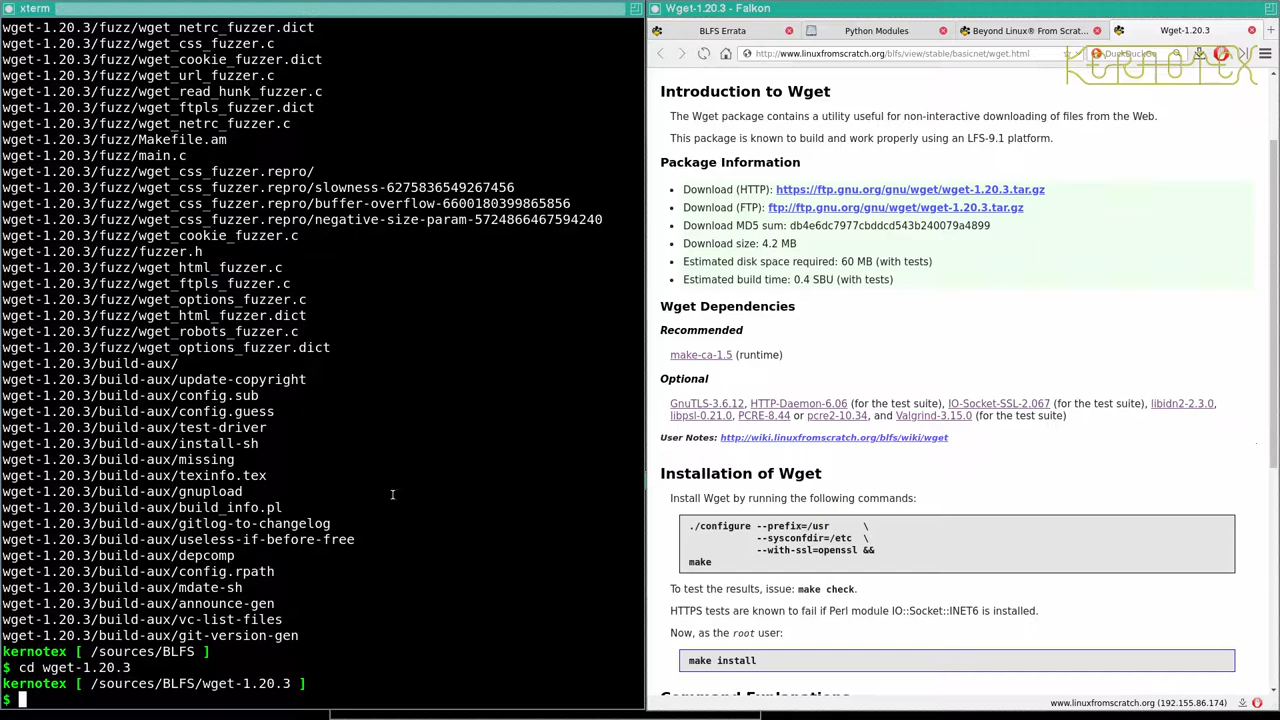 xterm
wget-1.20.3/fuzz/wget_netrc_fuzzer.dict
wget-1.20.3/fuzz/wget_css_fuzzer.c
wget-1.20.3/fuzz/wget_cookie_fuzzer.dict
wget-1.20.3/fuzz/wget_url_fuzzer.c
wget-1.20.3/fuzz/wget_read_hunk_fuzzer.c
wget-1.20.3/fuzz/wget_ftpls_fuzzer.dict
wget-1.20.3/fuzz/wget_netrc_fuzzer.c
wget-1.20.3/fuzz/Makefile.am
wget-1.20.3/fuzz/main.c
wget-1.20.3/fuzz/wget_css_fuzzer.repro/
wget-1.20.3/fuzz/wget_css_fuzzer.repro/slowness-6275836549267456
wget-1.20.3/fuzz/wget_css_fuzzer.repro/buffer-overflow-6600180399865856
wget-1.20.3/fuzz/wget_css_fuzzer.repro/negative-size-param-5724866467594240
wget-1.20.3/fuzz/wget_cookie_fuzzer.c
wget-1.20.3/fuzz/fuzzer.h
wget-1.20.3/fuzz/wget_html_fuzzer.c
wget-1.20.3/fuzz/wget_ftpls_fuzzer.c
wget-1.20.3/fuzz/wget_options_fuzzer.c
wget-1.20.3/fuzz/wget_html_fuzzer.dict
wget-1.20.3/fuzz/wget_robots_fuzzer.c
wget-1.20.3/fuzz/wget_options_fuzzer.dict
wget-1.20.3/build-aux/
wget-1.20.3/build-aux/update-copyright
wget-1.20.3/build-aux/config.sub
wget-1.20.3/build-aux/config.guess
wget-1.20.3/build-aux/test-driver
wget-1.20.3/build-aux/install-sh
wget-1.20.3/build-aux/missing
wget-1.20.3/build-aux/texinfo.tex
wget-1.20.3/build-aux/gnupload
wget-1.20.3/build-aux/build_info.pl
wget-1.20.3/build-aux/gitlog-to-changelog
wget-1.20.3/build-aux/useless-if-before-free
wget-1.20.3/build-aux/depcomp
wget-1.20.3/build-aux/config.rpath
wget-1.20.3/build-aux/mdate-sh
wget-1.20.3/build-aux/announce-gen
wget-1.20.3/build-aux/vc-list-files
wget-1.20.3/build-aux/git-version-gen
kernotex [ /sources/BLFS ]
$ cd wget-1.20.3
kernotex [ /sources/BLFS/wget-1.20.3 ]
$
Wget-1.20.3 - Falkon
BLFS Errata
Python Modules
Beyond Linux® From Scrat...
Wget-1.20.3
http://www.linuxfromscratch.org/blfs/view/stable/basicnet/wget.html
DuckDuckGo
KERNOTEX
Introduction to Wget
The Wget package contains a utility useful for non-interactive downloading of files from the Web.
This package is known to build and work properly using an LFS-9.1 platform.
Package Information
• Download (HTTP): https://ftp.gnu.org/gnu/wget/wget-1.20.3.tar.gz
• Download (FTP): ftp://ftp.gnu.org/gnu/wget/wget-1.20.3.tar.gz
• Download MD5 sum: db4e6dc7977cbddcd543b240079a4899
• Download size: 4.2 MB
• Estimated disk space required: 60 MB (with tests)
• Estimated build time: 0.4 SBU (with tests)
Wget Dependencies
Recommended
make-ca-1.5 (runtime)
Optional
GnuTLS-3.6.12, HTTP-Daemon-6.06 (for the test suite), IO-Socket-SSL-2.067 (for the test suite), libidn2-2.3.0,
libpsl-0.21.0, PCRE-8.44 or pcre2-10.34, and Valgrind-3.15.0 (for the test suite)
User Notes: http://wiki.linuxfromscratch.org/blfs/wiki/wget
Installation of Wget
Install Wget by running the following commands:
./configure --prefix=/usr \
--sysconfdir=/etc \
--with-ssl=openssl &&
make
To test the results, issue: make check.
HTTPS tests are known to fail if Perl module IO::Socket::INET6 is installed.
Now, as the root user:
make install
Command Explanations
www.linuxfromscratch.org (192.155.86.174)